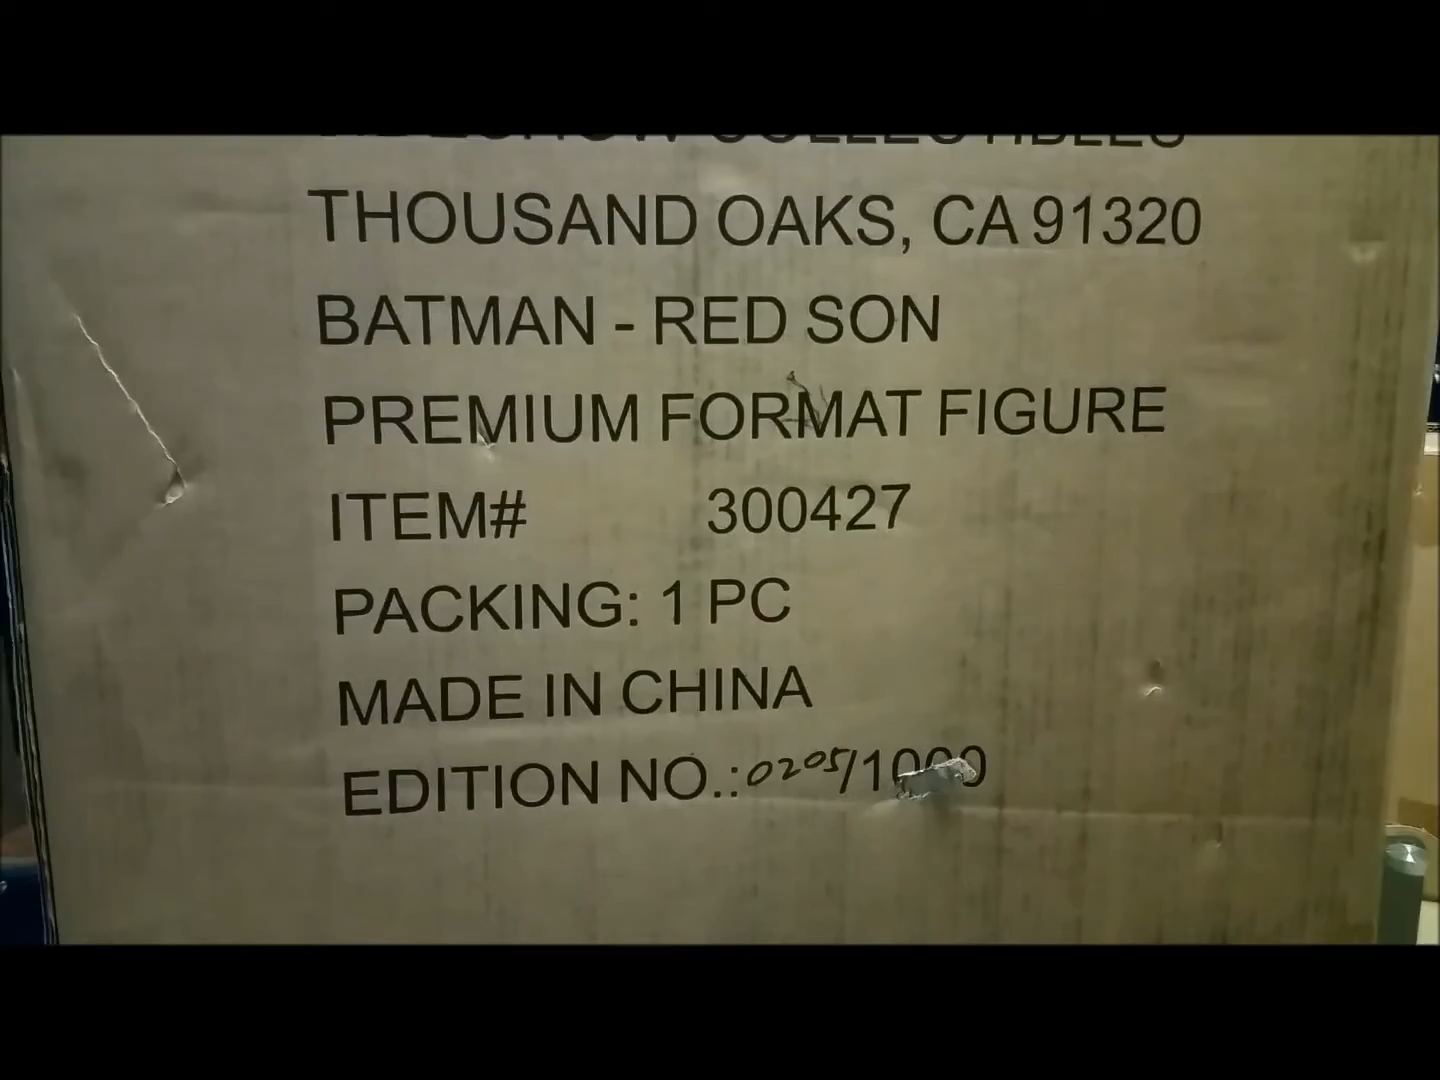 COLLECTIBLES
THOUSAND OAKS, CA 91320
BATMAN - RED SON
PREMIUM FORMAT FIGURE
ITEM# 300427
PACKING: 1 PC
MADE IN CHINA
EDITION NO.:0205/1000